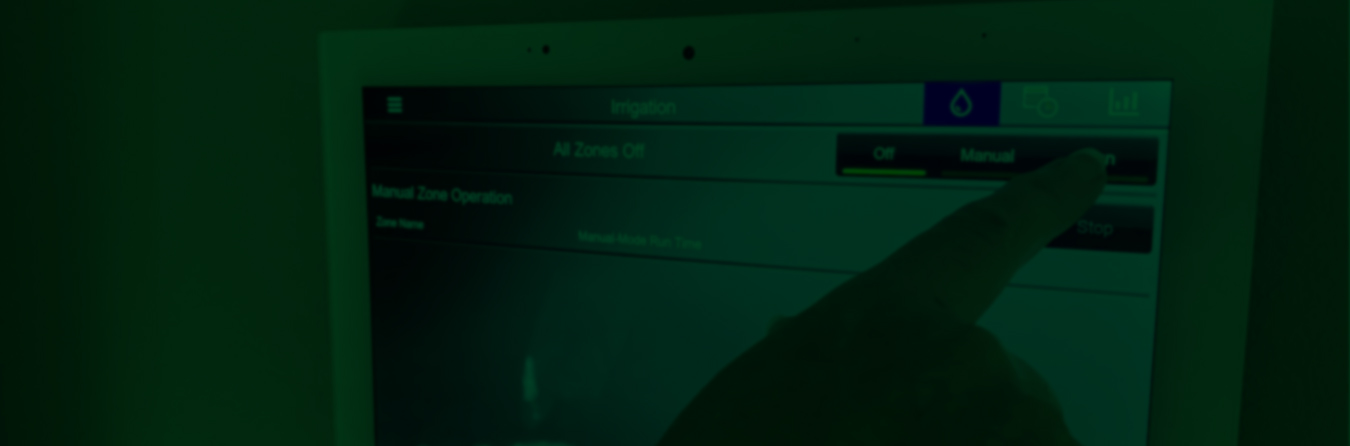 Irrigation
All Zones Off
Off Manual
Manual Zone Operation
Stop
Zone Name
Manual Mode Run Time